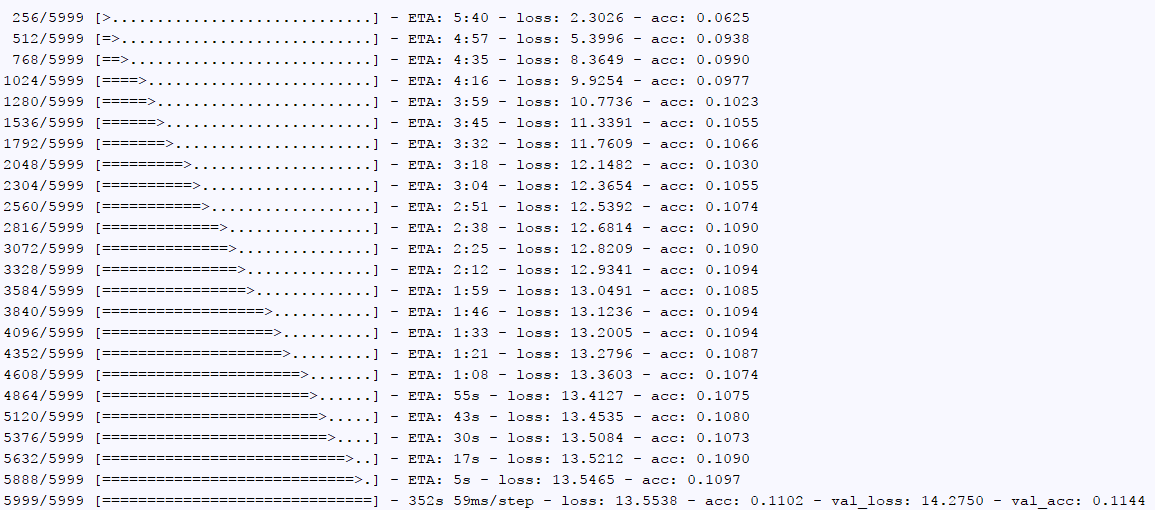 256/5999 [>.............................] - ETA: 5:40 - loss: 2.3026 - acc: 0.0625
512/5999 [=>............................] - ETA: 4:57 - loss: 5.3996 - acc: 0.0938
768/5999 [==>...........................] - ETA: 4:35 - loss: 8.3649 - acc: 0.0990
1024/5999 [====>.........................] - ETA: 4:16 - loss: 9.9254 - acc: 0.0977
1280/5999 [=====>........................] - ETA: 3:59 - loss: 10.7736 - acc: 0.1023
1536/5999 [======>.......................] - ETA: 3:45 - loss: 11.3391 - acc: 0.1055
1792/5999 [=======>......................] - ETA: 3:32 - loss: 11.7609 - acc: 0.1066
2048/5999 [=========>....................] - ETA: 3:18 - loss: 12.1482 - acc: 0.1030
2304/5999 [==========>...................] - ETA: 3:04 - loss: 12.3654 - acc: 0.1055
2560/5999 [===========>..................] - ETA: 2:51 - loss: 12.5392 - acc: 0.1074
2816/5999 [=============>................] - ETA: 2:38 - loss: 12.6814 - acc: 0.1090
3072/5999 [==============>...............] - ETA: 2:25 - loss: 12.8209 - acc: 0.1090
3328/5999 [===============>..............] - ETA: 2:12 - loss: 12.9341 - acc: 0.1094
3584/5999 [================>.............] - ETA: 1:59 - loss: 13.0491 - acc: 0.1085
3840/5999 [==================>...........] - ETA: 1:46 - loss: 13.1236 - acc: 0.1094
4096/5999 [===================>..........] - ETA: 1:33 - loss: 13.2005 - acc: 0.1094
4352/5999 [====================>.........] - ETA: 1:21 - loss: 13.2796 - acc: 0.1087
4608/5999 [======================>.......] - ETA: 1:08 - loss: 13.3603 - acc: 0.1074
4864/5999 [=======================>......] - ETA: 55s - loss: 13.4127 - acc: 0.1075
5120/5999 [========================>.....] - ETA: 43s - loss: 13.4535 - acc: 0.1080
5376/5999 [=========================>....] - ETA: 30s - loss: 13.5084 - acc: 0.1073
5632/5999 [===========================>..] - ETA: 17s - loss: 13.5212 - acc: 0.1090
5888/5999 [============================>.] - ETA: 5s - loss: 13.5465 - acc: 0.1097
5999/5999 [==============================] - 352s 59ms/step - loss: 13.5538 - acc: 0.1102 - val_loss: 14.2750 - val_acc: 0.1144